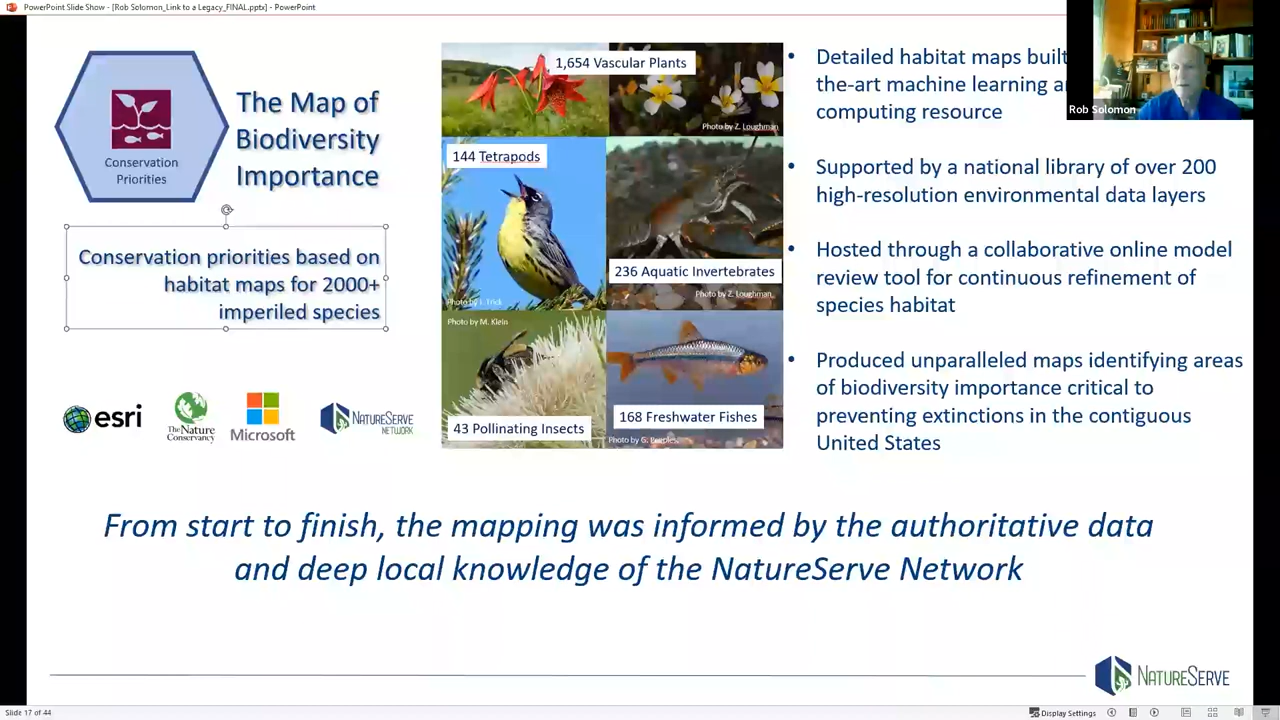 PowerPoint Slide Show - [Rob Solomon_Link to a Legacy_FINAL.pptx] - PowerPoint
Conservation
Priorities
The Map of
Biodiversity
Importance
Conservation priorities based on
habitat maps for 2000+
imperiled species
esri
The Nature
Conservancy
Microsoft
NATURESERVE
NETWORK
1,654 Vascular Plants
Photo by Z. Loughman
144 Tetrapods
236 Aquatic Invertebrates
Photo by Z. Loughman
Photo by M. Klein
43 Pollinating Insects
168 Freshwater Fishes
• Detailed habitat maps built
the-art machine learning
computing resource
• Supported by a national library of over 200
high-resolution environmental data layers
• Hosted through a collaborative online model
review tool for continuous refinement of
species habitat
• Produced unparalleled maps identifying areas
of biodiversity importance critical to
preventing extinctions in the contiguous
United States
Rob Solomon
From start to finish, the mapping was informed by the authoritative data
and deep local knowledge of the NatureServe Network
NATURESERVE
Slide 17 of 44
Display Settings